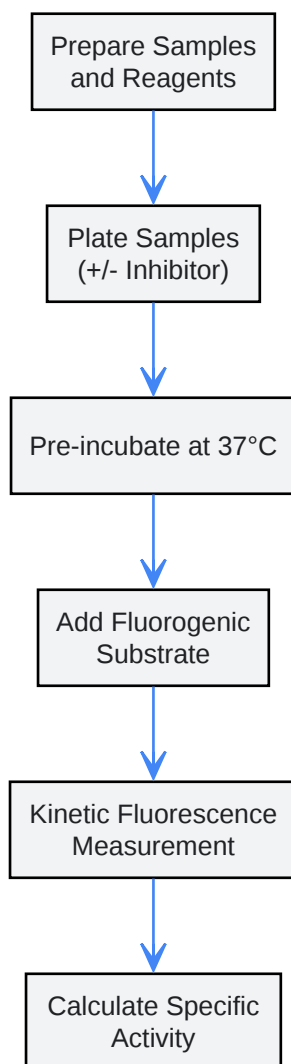 Prepare Samples
and Reagents
Plate Samples
(+/- Inhibitor)
Pre-incubate at 37°C
Add Fluorogenic
Substrate
Kinetic Fluorescence
Measurement
Calculate Specific
Activity